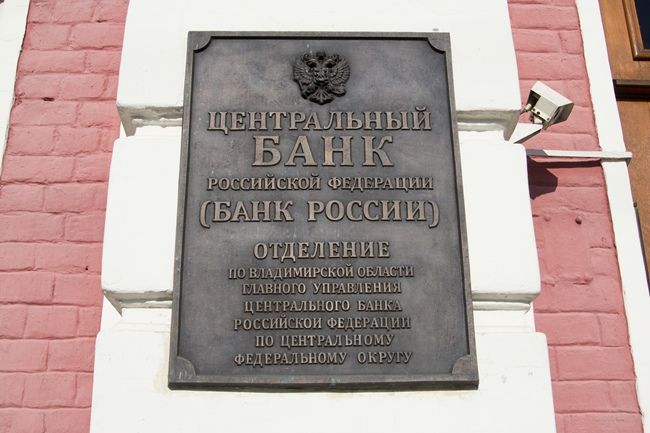 ЦЕНТРАЛЬНЫЙ
БАНК
РОССИЙСКОЙ ФЕДЕРАЦИИ
(БАНК РОССИИ)
ОТДЕЛЕНИЕ
ПО ВЛАДИМИРСКОЙ ОБЛАСТИ
ГЛАВНОГО УПРАВЛЕНИЯ
ЦЕНТРАЛЬНОГО БАНКА
РОССИЙСКОЙ ФЕДЕРАЦИИ
ПО ЦЕНТРАЛЬНОМУ
ФЕДЕРАЛЬНОМУ ОКРУГУ